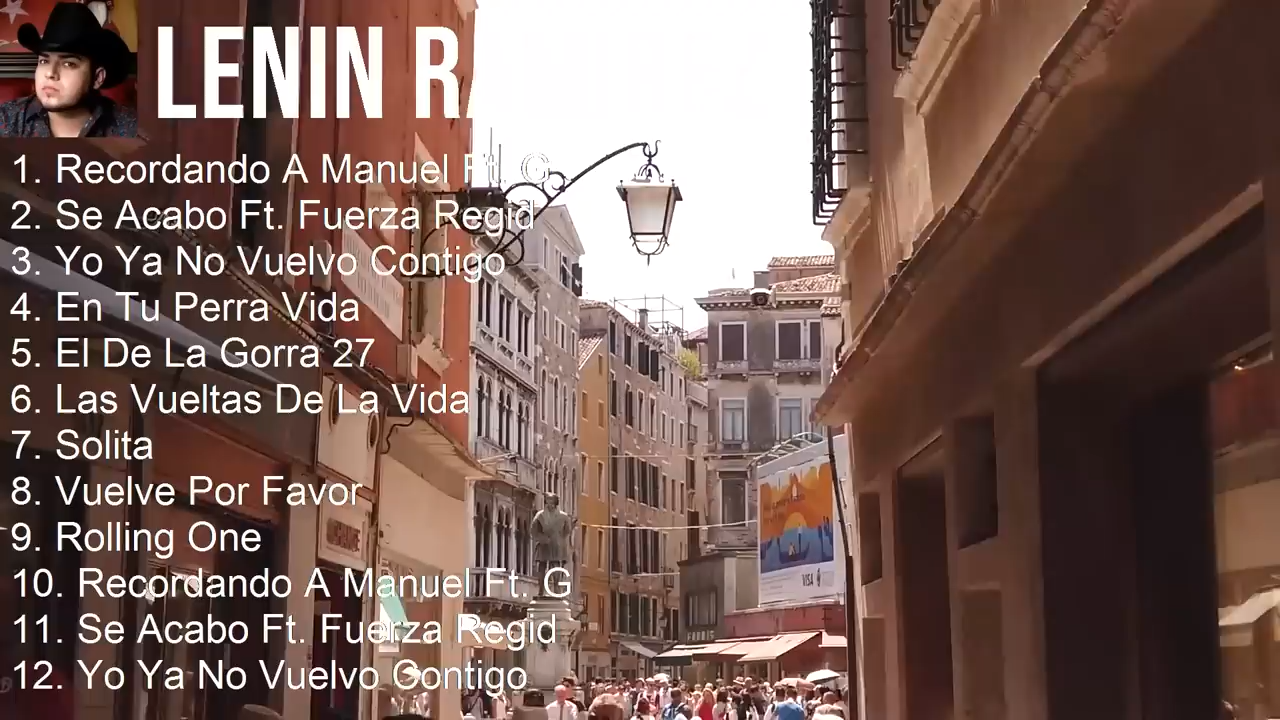 LENIN RA
1. Recordando A Manuel Ft. G
2. Se Acabo Ft. Fuerza Regid
3. Yo Ya No Vuelvo Contigo
4. En Tu Perra Vida
5. El De La Gorra 27
6. Las Vueltas De La Vida
7. Solita
8. Vuelve Por Favor
9. Rolling One
10. Recordando A Manuel Ft. G
11. Se Acabo Ft. Fuerza Regid
12. Yo Ya No Vuelvo Contigo
VISA